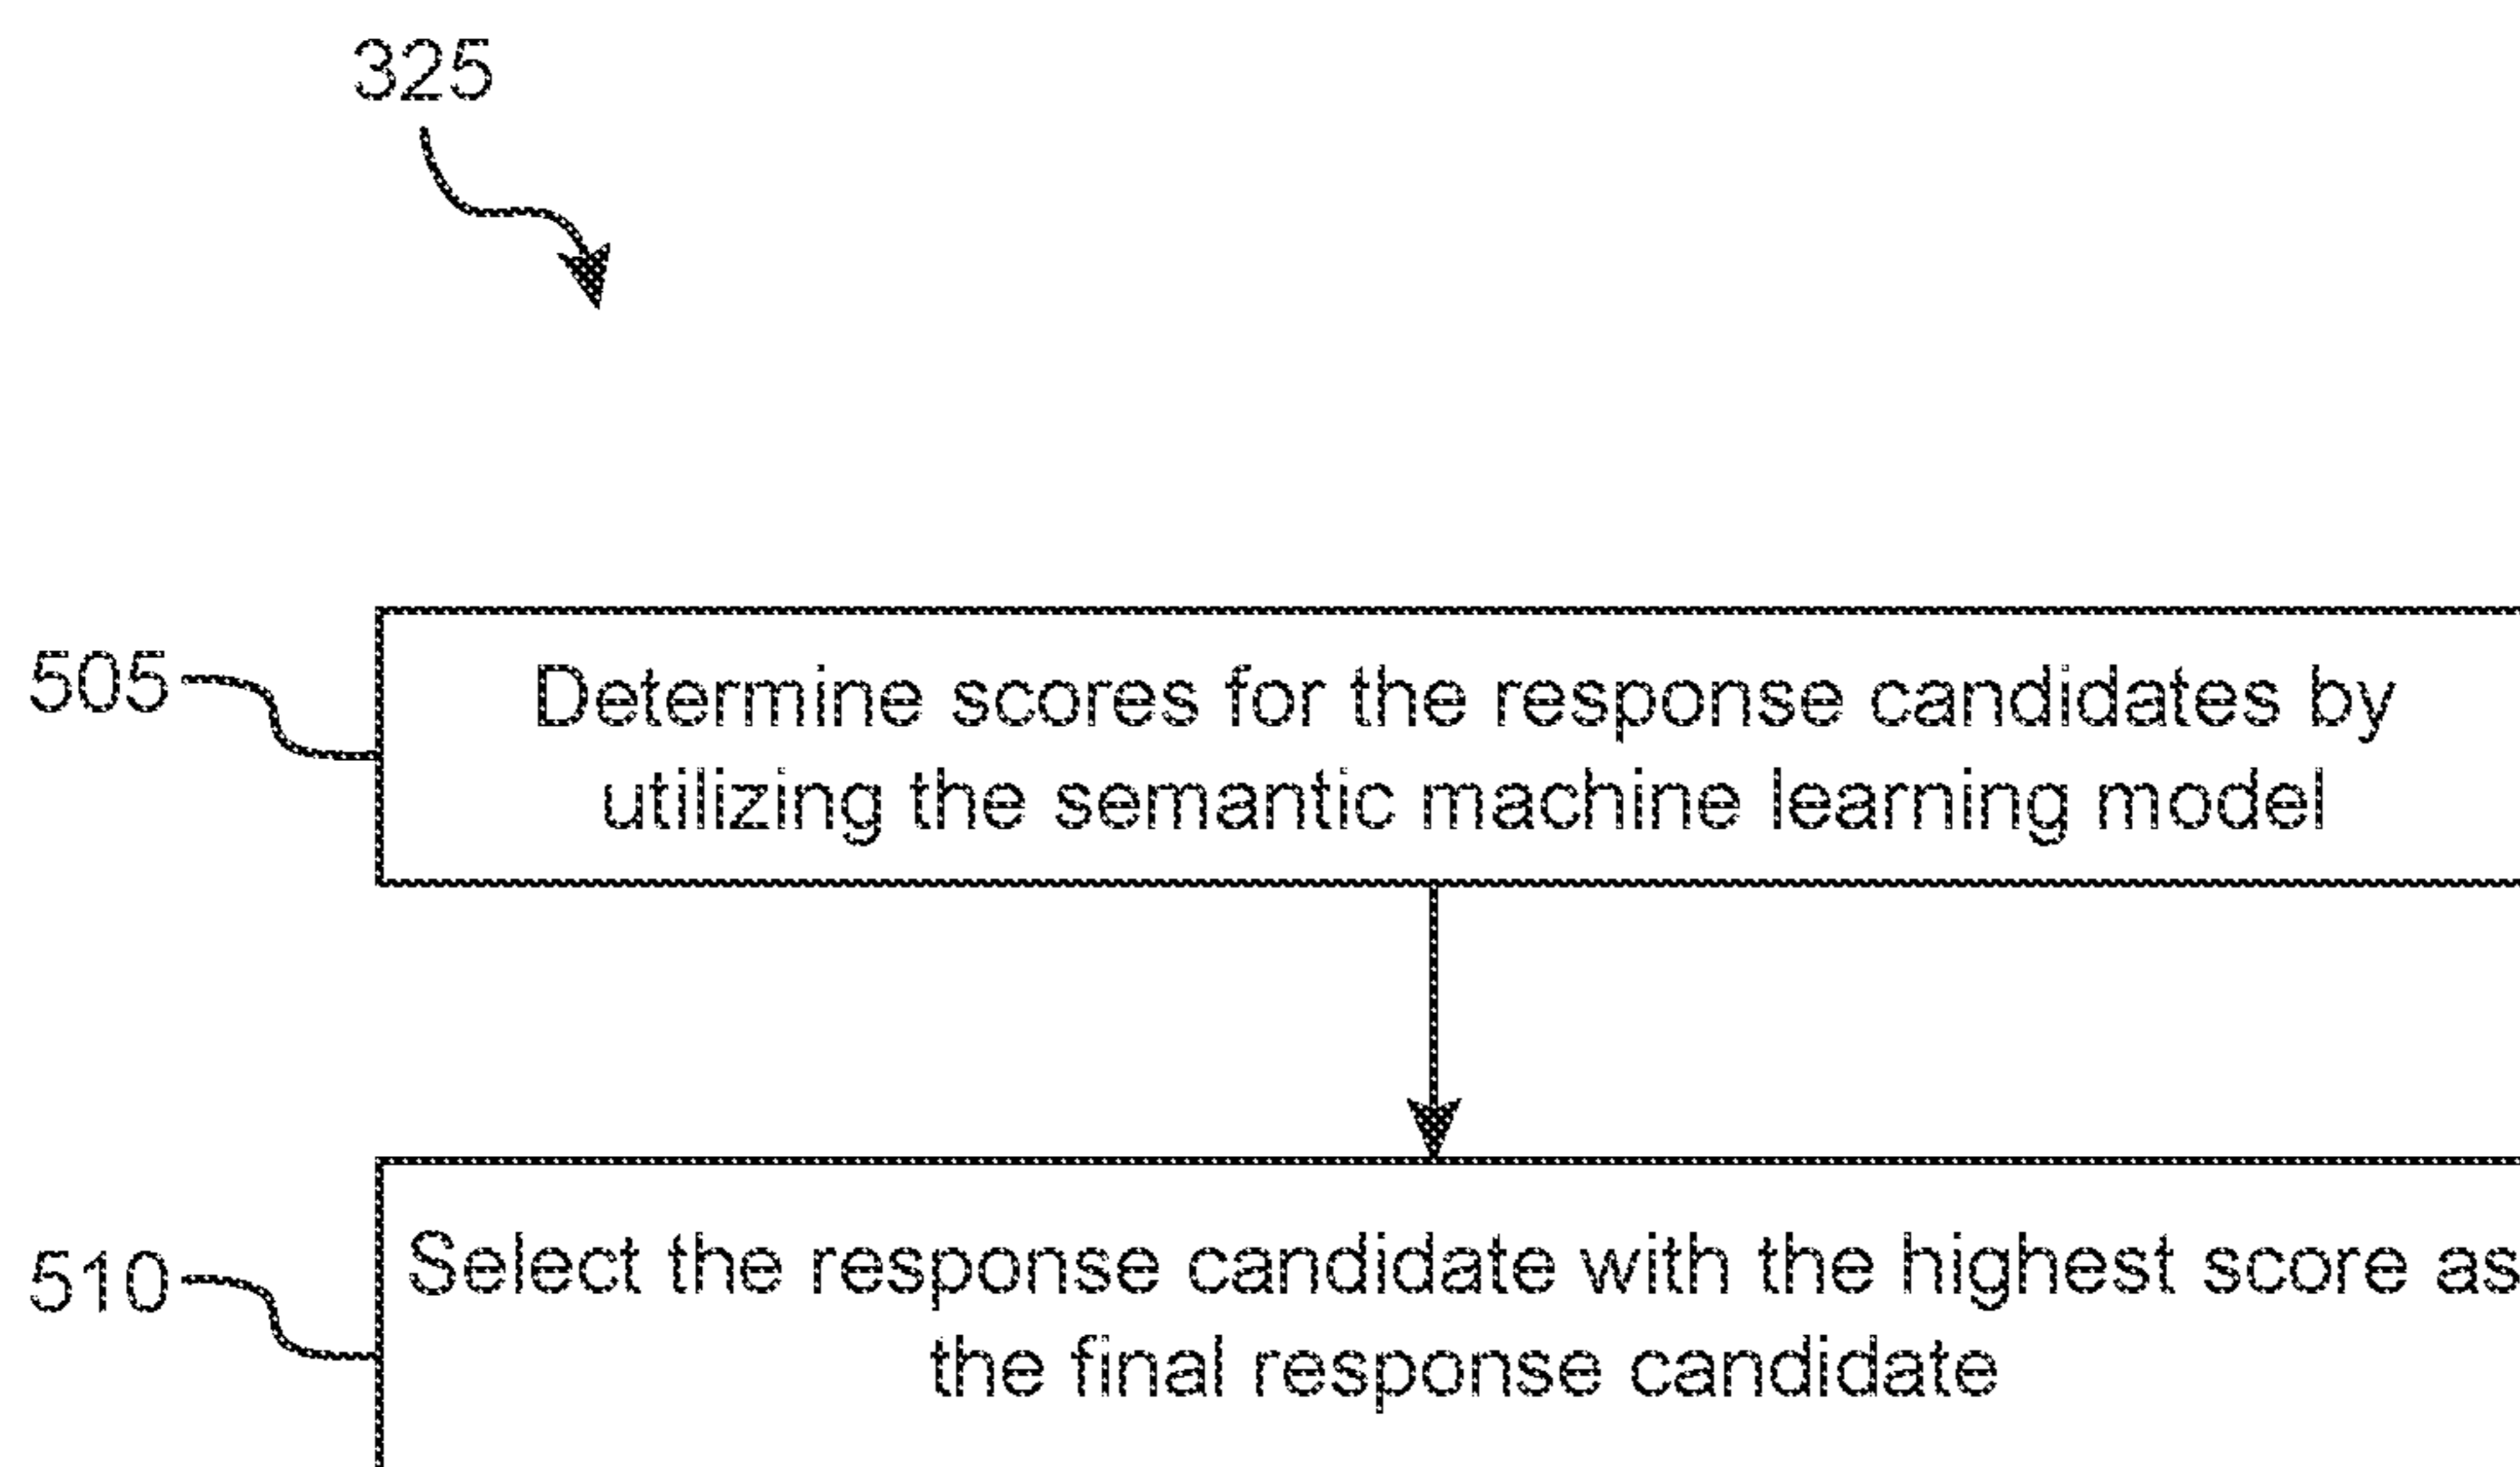 325
505
Determine scores for the response candidates by
utilizing the semantic machine learning model
510
Select the response candidate with the highest score as
the final response candidate